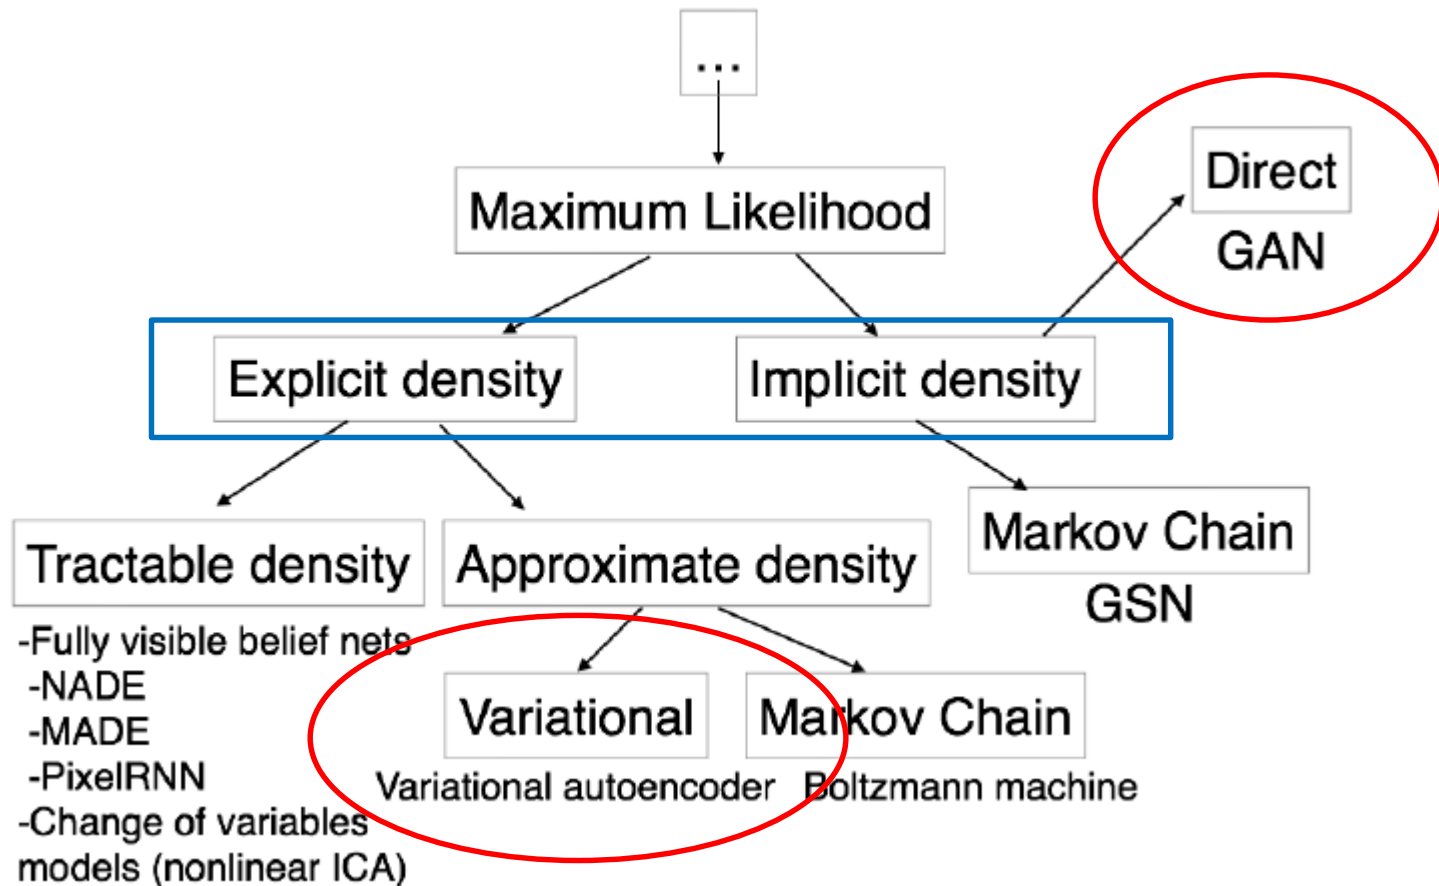 ...
Direct
GAN
Maximum Likelihood
Explicit density
Implicit density
Tractable density
Approximate density
Markov Chain
GSN
-Fully visible belief nets
-NADE
-MADE
-PixelRNN
-Change of variables
models (nonlinear ICA)
Variational
Variational autoencoder
Markov Chain
Boltzmann machine